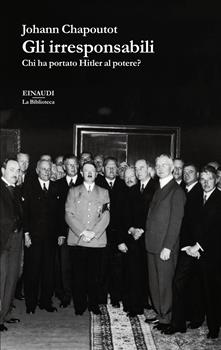 Johann Chapoutot
Gli irresponsabili
Chi ha portato Hitler al potere?
EINAUDI
La Biblioteca